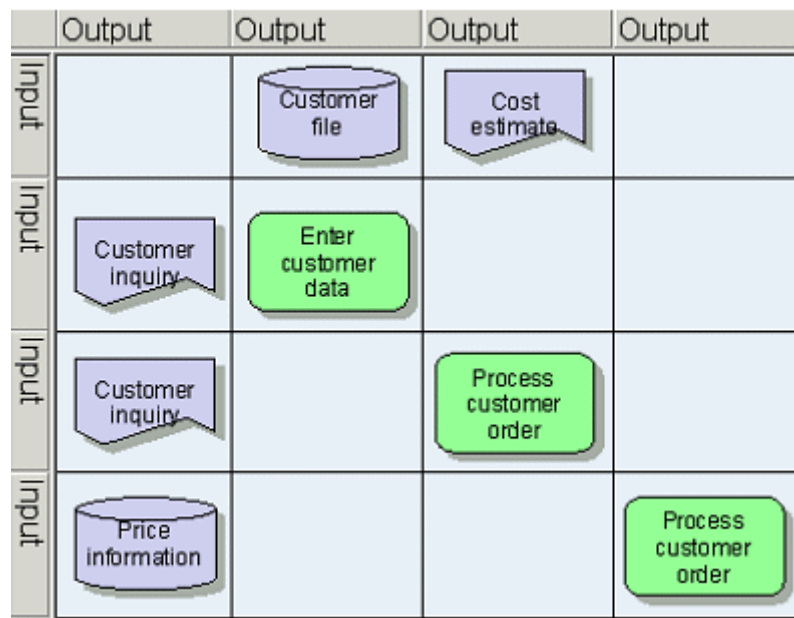 Output Output Output Output
Input
Customer
file
Cost
estimate
Input
Customer
inquiry
Enter
customer
data
Input
Customer
inquiry
Process
customer
order
Input
Price
information
Process
customer
order